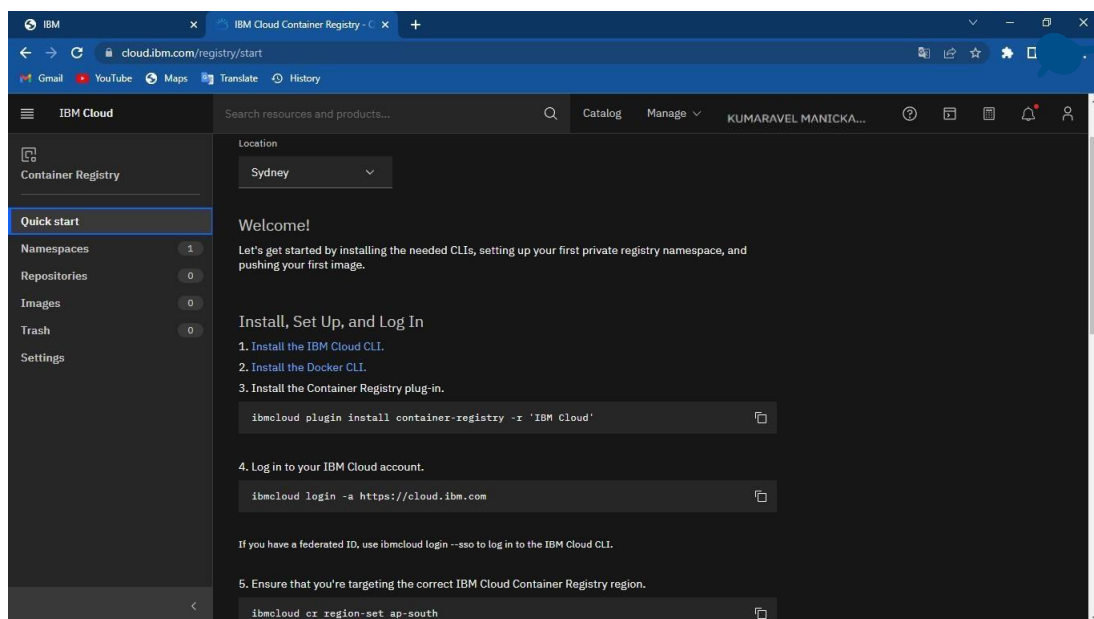 IBM
IBM Cloud Container Registry - C
cloud.ibm.com/registry/start
Gmail YouTube Maps Translate History
IBM Cloud
Search resources and products...
Catalog
Manage
KUMARAVEL MANICKA...
Container Registry
Quick start
Namespaces 1
Repositories 0
Images 0
Trash 0
Settings
Location
Sydney
Welcome!
Let's get started by installing the needed CLIs, setting up your first private registry namespace, and
pushing your first image.
Install, Set Up, and Log In
1. Install the IBM Cloud CLI.
2. Install the Docker CLI.
3. Install the Container Registry plug-in.
ibmcloud plugin install container-registry -r 'IBM Cloud'
4. Log in to your IBM Cloud account.
ibmcloud login -a https://cloud.ibm.com
If you have a federated ID, use ibmcloud login --sso to log in to the IBM Cloud CLI.
5. Ensure that you're targeting the correct IBM Cloud Container Registry region.
ibmcloud cr region-set ap-south